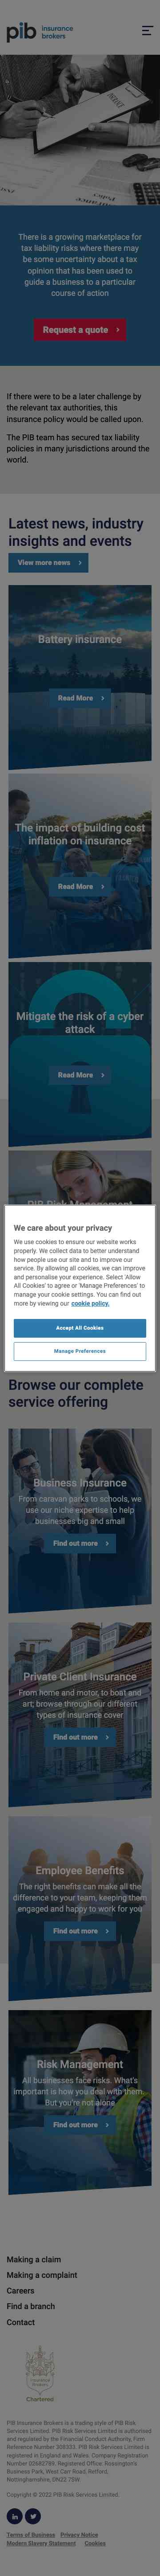 pib insurance
brokers
There is a growing marketplace for
tax liability risks where there may
be some uncertainty about a tax
opinion that has been used to
guide a business to a particular
course of action
Request a quote
If there were to be a later challenge by
the relevant tax authorities, this
insurance policy would be called upon.
The PIB team has secured tax liability
policies in many jurisdictions around the
world.
Latest news, industry
insights and events
View more news
Battery Insurance
Read More
The impact of building cost
inflation on insurance
Read More
Mitigate the risk of a cyber
attack
Read More
PIB Risk Management
We care about your privacy
We use cookies to ensure our website works
properly. We collect data to better understand
how people use our site and to improve our
service. By allowing all cookies, we can improve
and personalise your experience. Select 'Allow
All Cookies' to agree or 'Manage Preferences' to
manage your cookie settings. You can find out
more by viewing our cookie policy.
Accept All Cookies
Manage Preferences
Browse our complete
service offering
Business Insurance
From caravan parks to schools, we
use our niche expertise to help
businesses big and small
Find out more
Private Client Insurance
From home and motor, to boat and
art; browse through our different
types of insurance cover
Find out more
Employee Benefits
The right benefits can make all the
difference to your team, keeping them
engaged and happy to work for you
Find out more
Risk Management
All businesses face risks. What's
important is how you deal with them.
But you're not alone
Find out more
Making a claim
Making a complaint
Careers
Find a branch
Contact
Chartered
PIB Insurance Brokers is a trading style of PIB Risk
Services Limited. PIB Risk Services Limited is authorised
and regulated by the Financial Conduct Authority, Firm
Reference Number 308333. PIB Risk Services Limited is
registered in England and Wales. Company Registration
Number 02682789. Registered Office: Rossington's
Business Park, West Carr Road, Retford,
Nottinghamshire, DN22 7SW.
Copyright © 2022 PIB Risk Services Limited.
Terms of Business Privacy Notice
Modern Slavery Statement Cookies